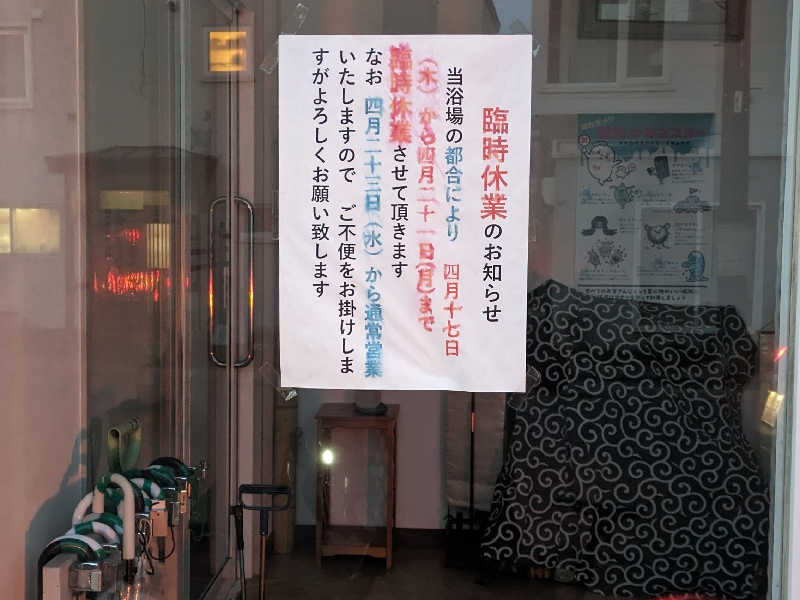 臨時休業のお知らせ
当浴場の都合により　四月十七日
（木）から四月二十一日（月）まで
臨時休業させて頂きます
なお　四月二十三日（水）から通常営業
いたしますので　ご不便をお掛けしま
すがよろしくお願い致します